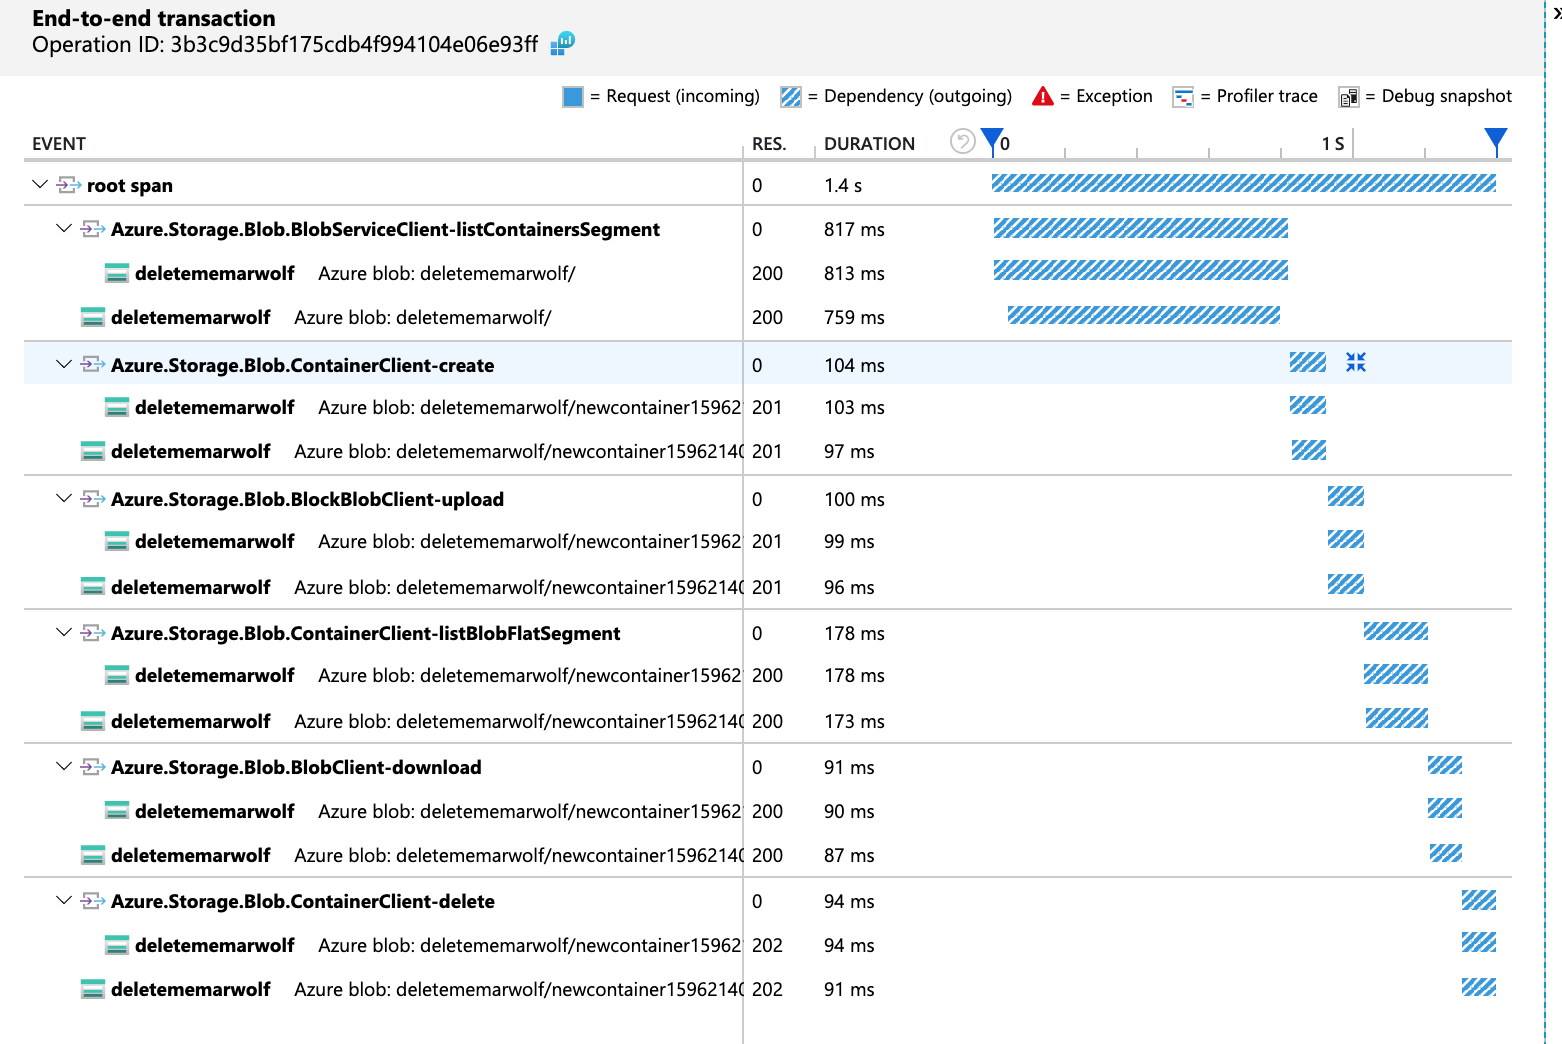 End-to-end transaction
Operation ID: 3b3c9d35bf175cdb4f994104e06e93ff
= Request (incoming) = Dependency (outgoing) = Exception = Profiler trace = Debug snapshot
EVENT RES. DURATION 0 1 S
root span 0 1.4 s
Azure.Storage.Blob.BlobServiceClient-listContainersSegment 0 817 ms
deletememarwolf Azure blob: deletememarwolf/ 200 813 ms
deletememarwolf Azure blob: deletememarwolf/ 200 759 ms
Azure.Storage.Blob.ContainerClient-create 0 104 ms
deletememarwolf Azure blob: deletememarwolf/newcontainer15962 201 103 ms
deletememarwolf Azure blob: deletememarwolf/newcontainer15962140 201 97 ms
Azure.Storage.Blob.BlockBlobClient-upload 0 100 ms
deletememarwolf Azure blob: deletememarwolf/newcontainer15962 201 99 ms
deletememarwolf Azure blob: deletememarwolf/newcontainer15962140 201 96 ms
Azure.Storage.Blob.ContainerClient-listBlobFlatSegment 0 178 ms
deletememarwolf Azure blob: deletememarwolf/newcontainer15962 200 178 ms
deletememarwolf Azure blob: deletememarwolf/newcontainer15962140 200 173 ms
Azure.Storage.Blob.BlobClient-download 0 91 ms
deletememarwolf Azure blob: deletememarwolf/newcontainer15962 200 90 ms
deletememarwolf Azure blob: deletememarwolf/newcontainer15962140 200 87 ms
Azure.Storage.Blob.ContainerClient-delete 0 94 ms
deletememarwolf Azure blob: deletememarwolf/newcontainer15962 202 94 ms
deletememarwolf Azure blob: deletememarwolf/newcontainer15962140 202 91 ms